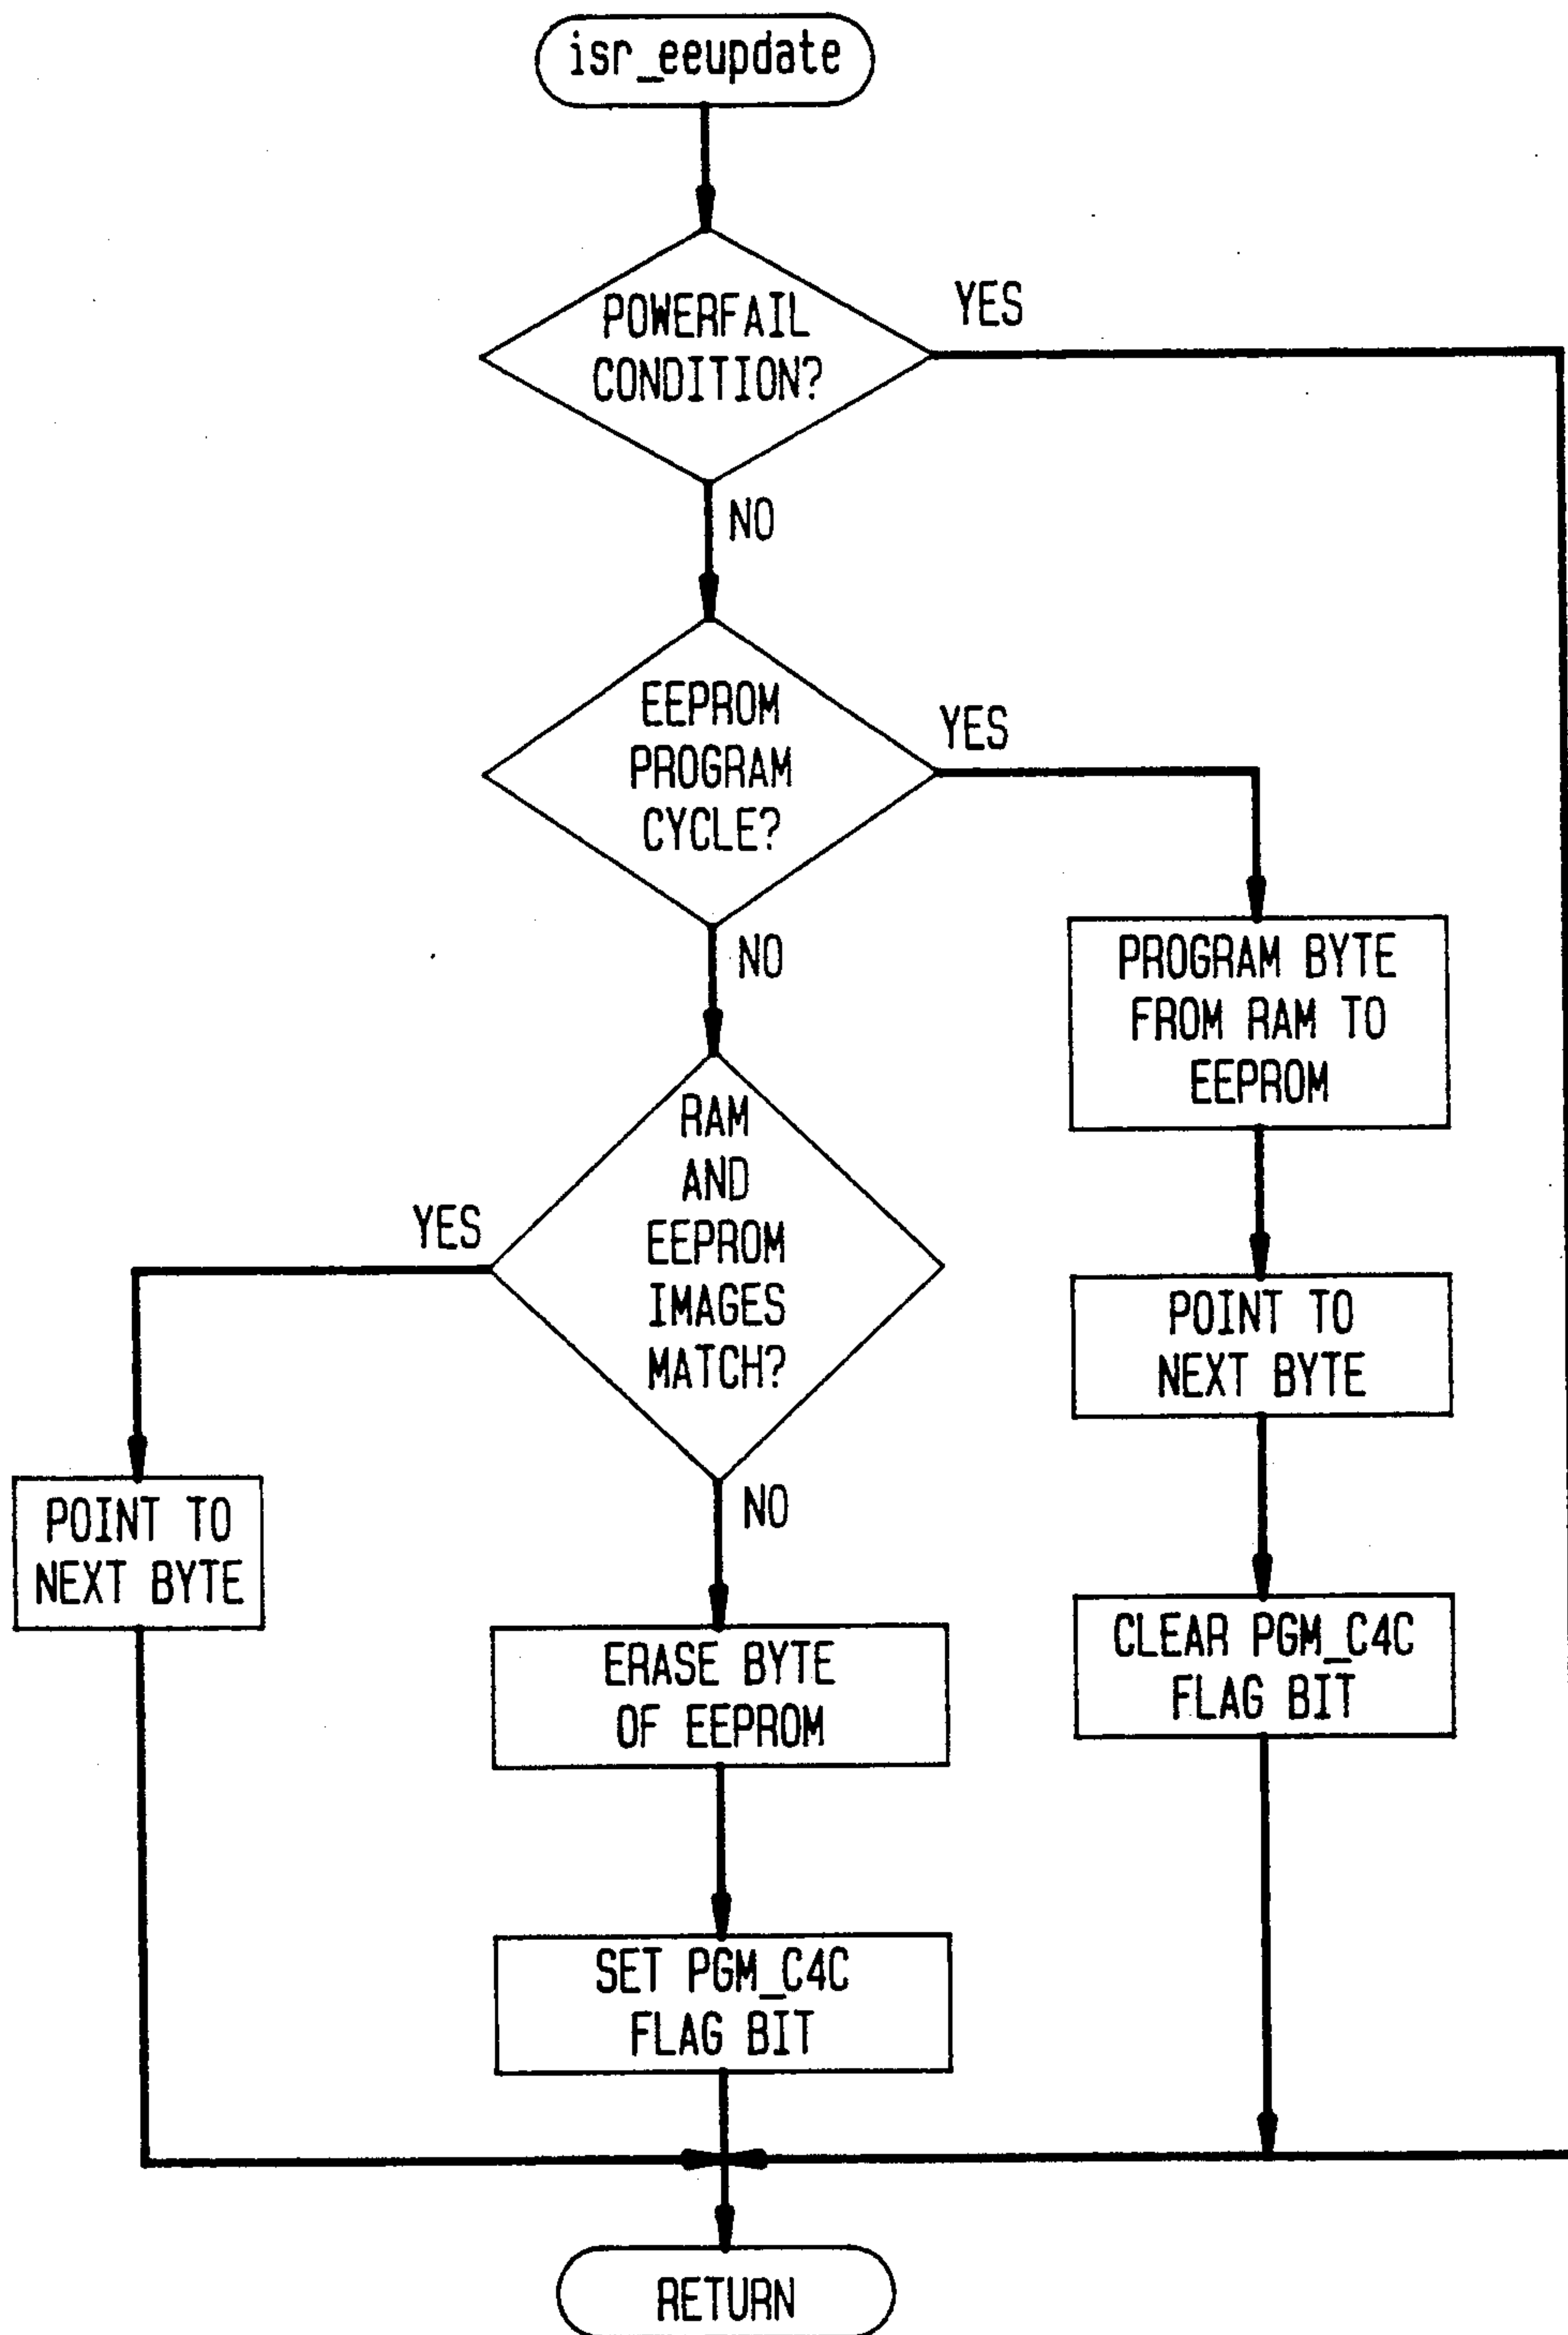 isr_eeupdate
POWERFAIL
CONDITION?
YES
NO
EEPROM
PROGRAM
CYCLE?
YES
NO
PROGRAM BYTE
FROM RAM TO
EEPROM
RAM
AND
EEPROM
IMAGES
MATCH?
YES
NO
POINT TO
NEXT BYTE
POINT TO
NEXT BYTE
ERASE BYTE
OF EEPROM
CLEAR PGM_C4C
FLAG BIT
SET PGM_C4C
FLAG BIT
RETURN